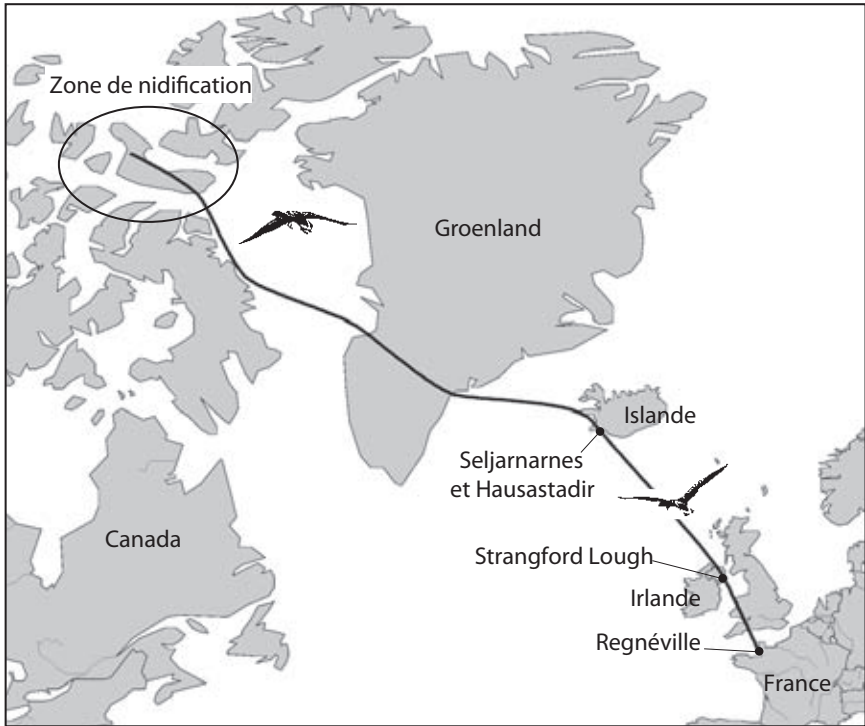 Zone de nidification
Groenland
Islande
Seljarnarnes
et Hausastadir
Canada
Strangford Lough
Irlande
Regnéville
France